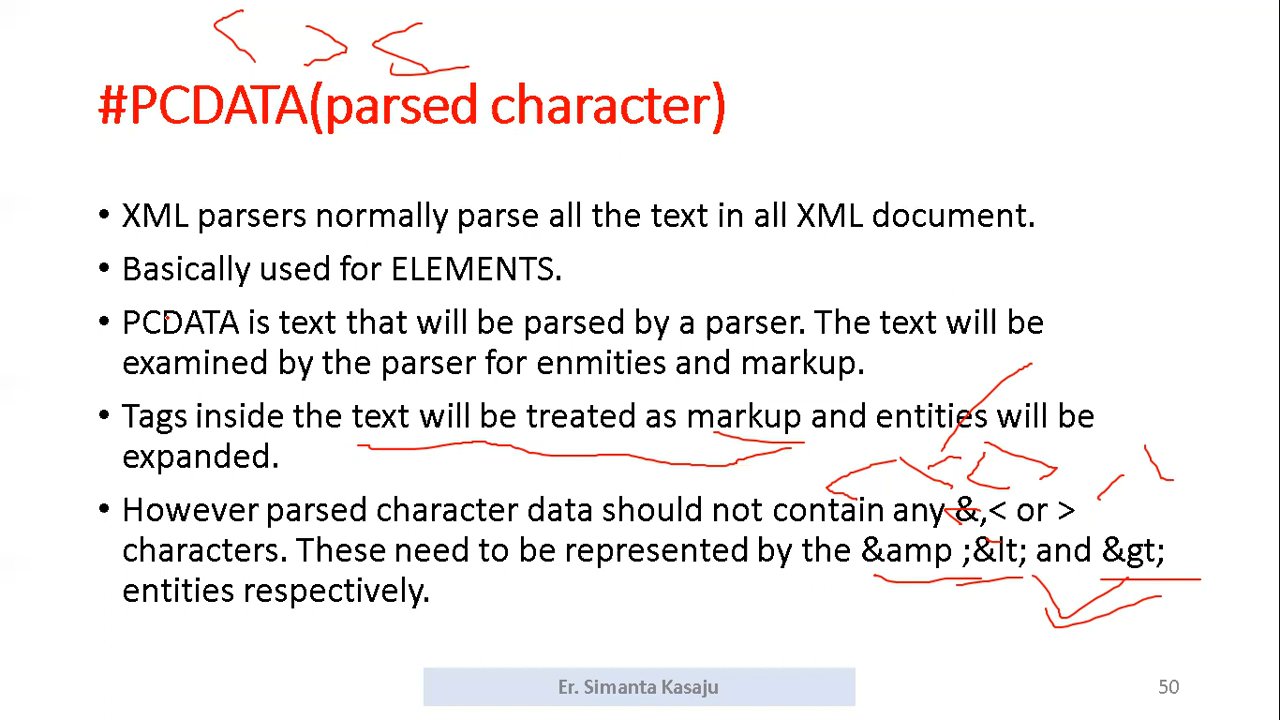 #PCDATA(parsed character)
• XML parsers normally parse all the text in all XML document.
• Basically used for ELEMENTS.
• PCDATA is text that will be parsed by a parser. The text will be
examined by the parser for enmities and markup.
• Tags inside the text will be treated as markup and entities will be
expanded.
• However parsed character data should not contain any &,< or >
characters. These need to be represented by the &amp ;&lt; and &gt;
entities respectively.
Er. Simanta Kasaju
50